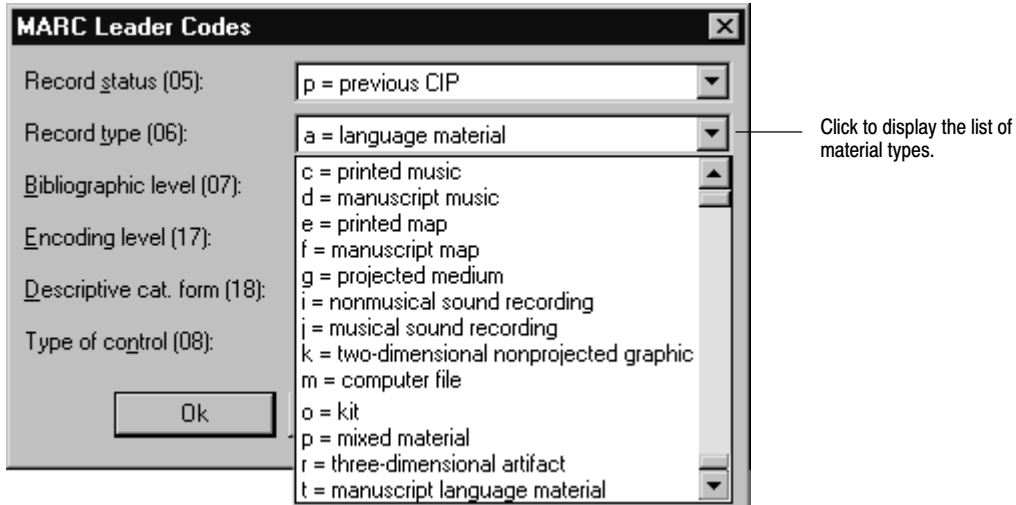 MARC Leader Codes
Record status (05):
p = previous CIP
Record type (06):
a = language material
Click to display the list of
material types.
c = printed music
d = manuscript music
e = printed map
f = manuscript map
g = projected medium
i = nonmusical sound recording
j = musical sound recording
k = two-dimensional nonprojected graphic
m = computer file
o = kit
p = mixed material
r = three-dimensional artifact
t = manuscript language material
Bibliographic level (07):
Encoding level (17):
Descriptive cat. form (18):
Type of control (08):
Ok